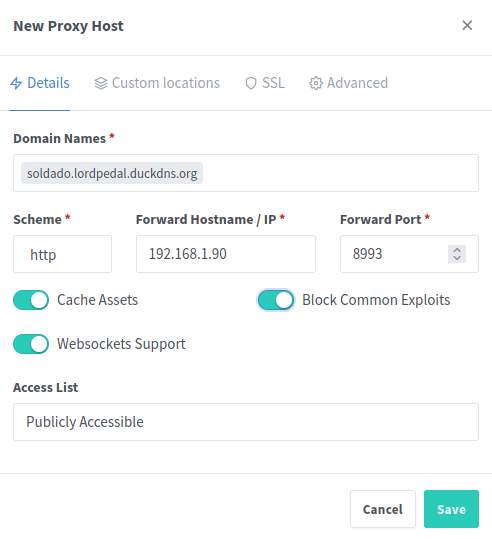 New Proxy Host ×
Details Custom locations SSL Advanced
Domain Names *
soldado.lordpedal.duckdns.org
Scheme * Forward Hostname / IP * Forward Port *
http 192.168.1.90 8993
Cache Assets Block Common Exploits
Websockets Support
Access List
Publicly Accessible
Cancel Save